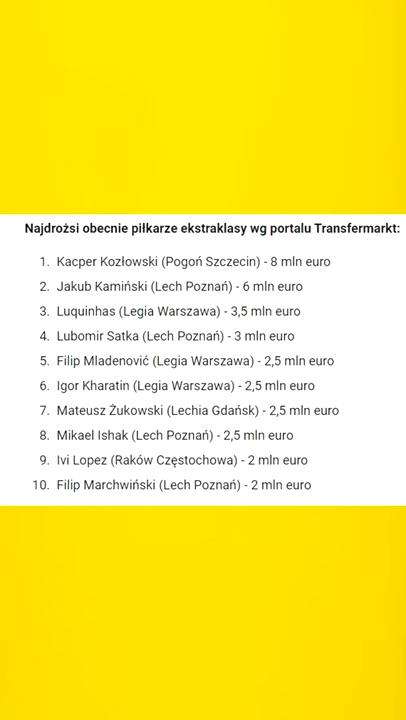 Najdrożsi obecnie piłkarze ekstraklasy wg portalu Transfermarkt:
1. Kacper Kozłowski (Pogoń Szczecin) - 8 mln euro
2. Jakub Kamiński (Lech Poznań) - 6 mln euro
3. Luquinhas (Legia Warszawa) - 3,5 mln euro
4. Lubomir Satka (Lech Poznań) - 3 mln euro
5. Filip Mladenović (Legia Warszawa) - 2,5 mln euro
6. Igor Kharatin (Legia Warszawa) - 2,5 mln euro
7. Mateusz Żukowski (Lechia Gdańsk) - 2,5 mln euro
8. Mikael Ishak (Lech Poznań) - 2,5 mln euro
9. Ivi Lopez (Raków Częstochowa) - 2 mln euro
10. Filip Marchwiński (Lech Poznań) - 2 mln euro